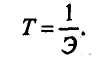 T = 1/Э.